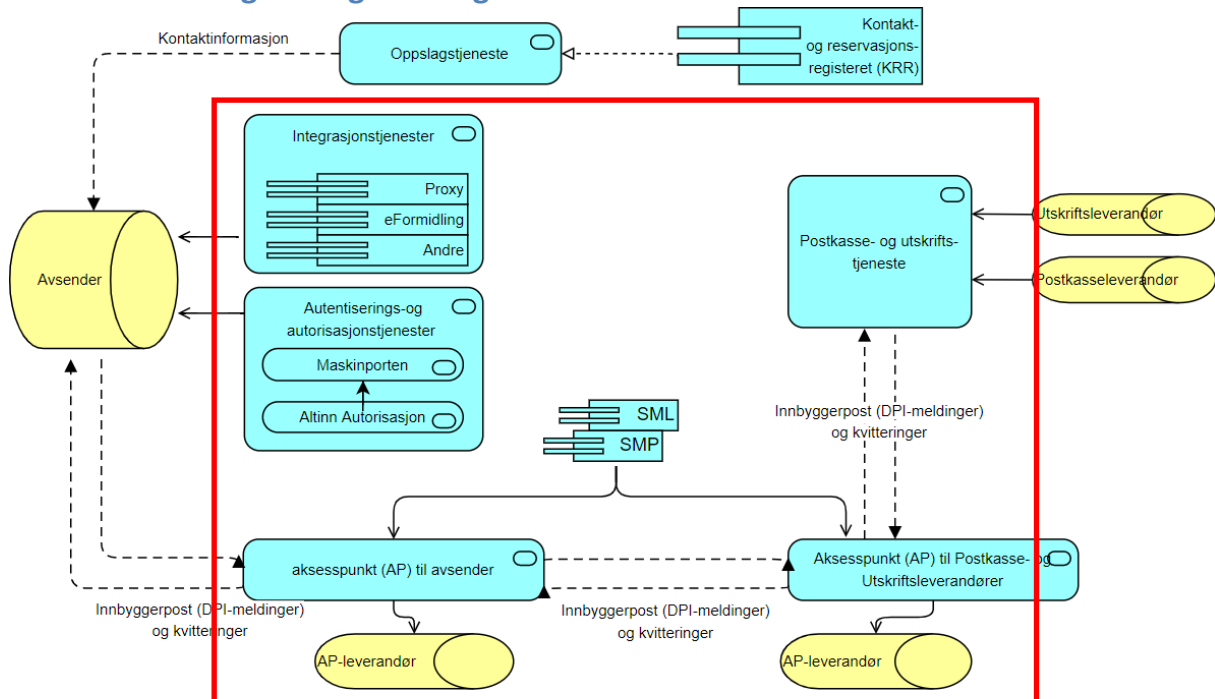 Kontaktinformasjon
Oppslagstjeneste
Kontakt-
og reservasjons-
registeret (KRR)
Integrasjonstjenester
Proxy
eFormidling
Andre
Avsender
Autentiserings-og
autorisasjonstjenester
Maskinporten
Altinn Autorisasjon
Postkasse- og utskrifts-
tjeneste
Utskriftsleverandør
Postkasseleverandør
SML
SMP
Innbyggerpost (DPI-meldinger)
og kvitteringer
aksesspunkt (AP) til avsender
Aksesspunkt (AP) til Postkasse- og
Utskriftsleverandører
Innbyggerpost (DPI-meldinger)
og kvitteringer
Innbyggerpost (DPI-meldinger)
og kvitteringer
AP-leverandør
AP-leverandør